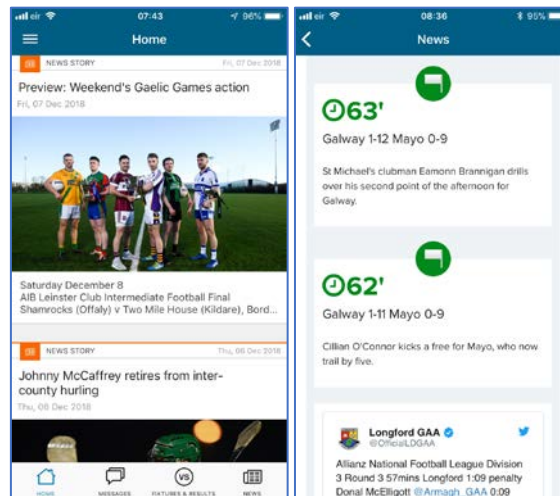 eir 07:43 96%
Home
NEWS STORY Fri, 07 Dec 2018
Preview: Weekend's Gaelic Games action
Fri, 07 Dec 2018
Saturday December 8
AIB Leinster Club Intermediate Football Final
Shamrocks (Offaly) v Two Mile House (Kildare), Bord...
NEWS STORY Thu, 06 Dec 2018
Johnny McCaffrey retires from inter-
county hurling
Thu, 06 Dec 2018
HOME MESSAGES FIXTURES & RESULTS NEWS
VS
eir 08:36 95%
News
63'
Galway 1-12 Mayo 0-9
St Michael's clubman Eamonn Brannigan drills
over his second point of the afternoon for
Galway.
62'
Galway 1-11 Mayo 0-9
Cillian O'Connor kicks a free for Mayo, who now
trail by five.
Longford GAA
@OfficialLDGAA
Allianz National Football League Division
3 Round 3 57mins Longford 1:09 penalty
Donal McElligott @Armagh_GAA 0:09